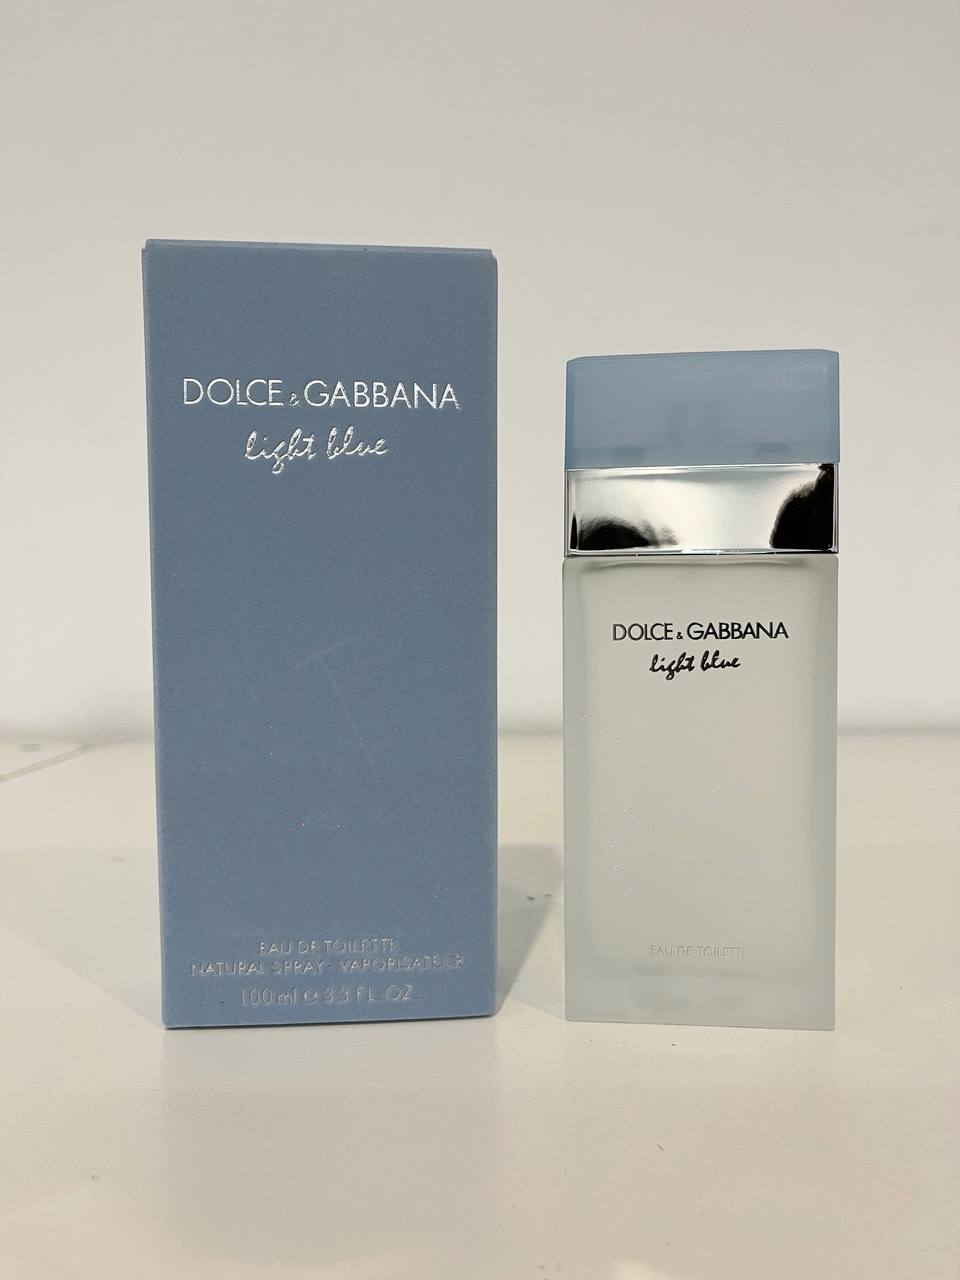 DOLCE & GABBANA
light blue
EAU DE TOILETTE
NATURAL SPRAY - VAPORISATEUR
100 ml e 3.3 FL. OZ.
DOLCE & GABBANA
light blue
EAU DE TOILETTE